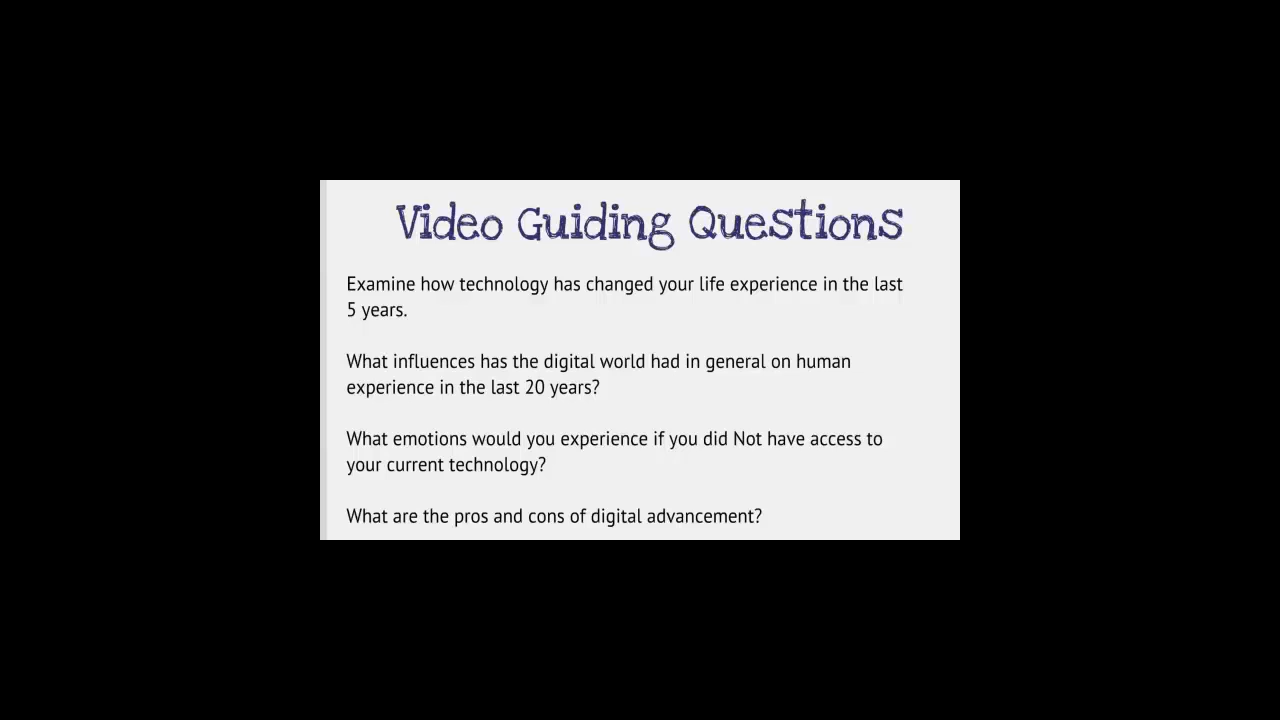 Video Guiding Questions
Examine how technology has changed your life experience in the last
5 years.
What influences has the digital world had in general on human
experience in the last 20 years?
What emotions would you experience if you did Not have access to
your current technology?
What are the pros and cons of digital advancement?